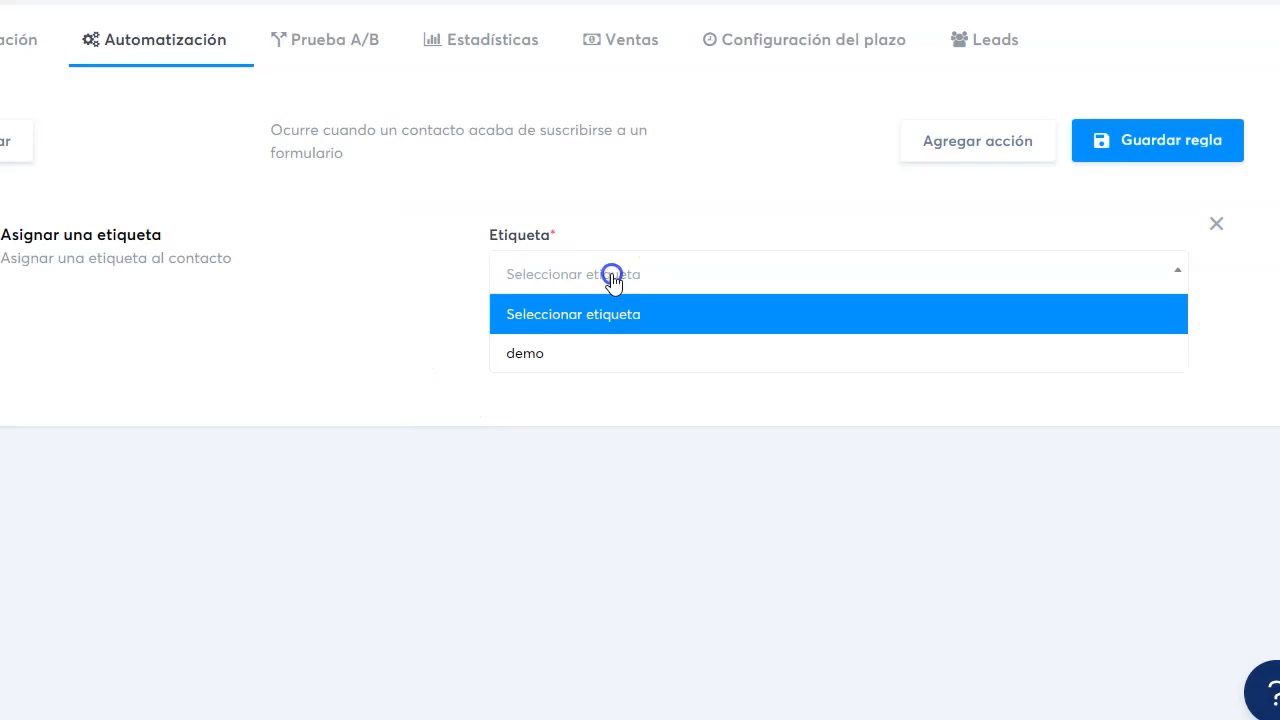 ación
Automatización
Prueba A/B
Estadísticas
Ventas
Configuración del plazo
Leads
ar
Ocurre cuando un contacto acaba de suscribirse a un
formulario
Agregar acción
Guardar regla
Asignar una etiqueta
Asignar una etiqueta al contacto
Etiqueta*
Seleccionar etiqueta
Seleccionar etiqueta
demo
?